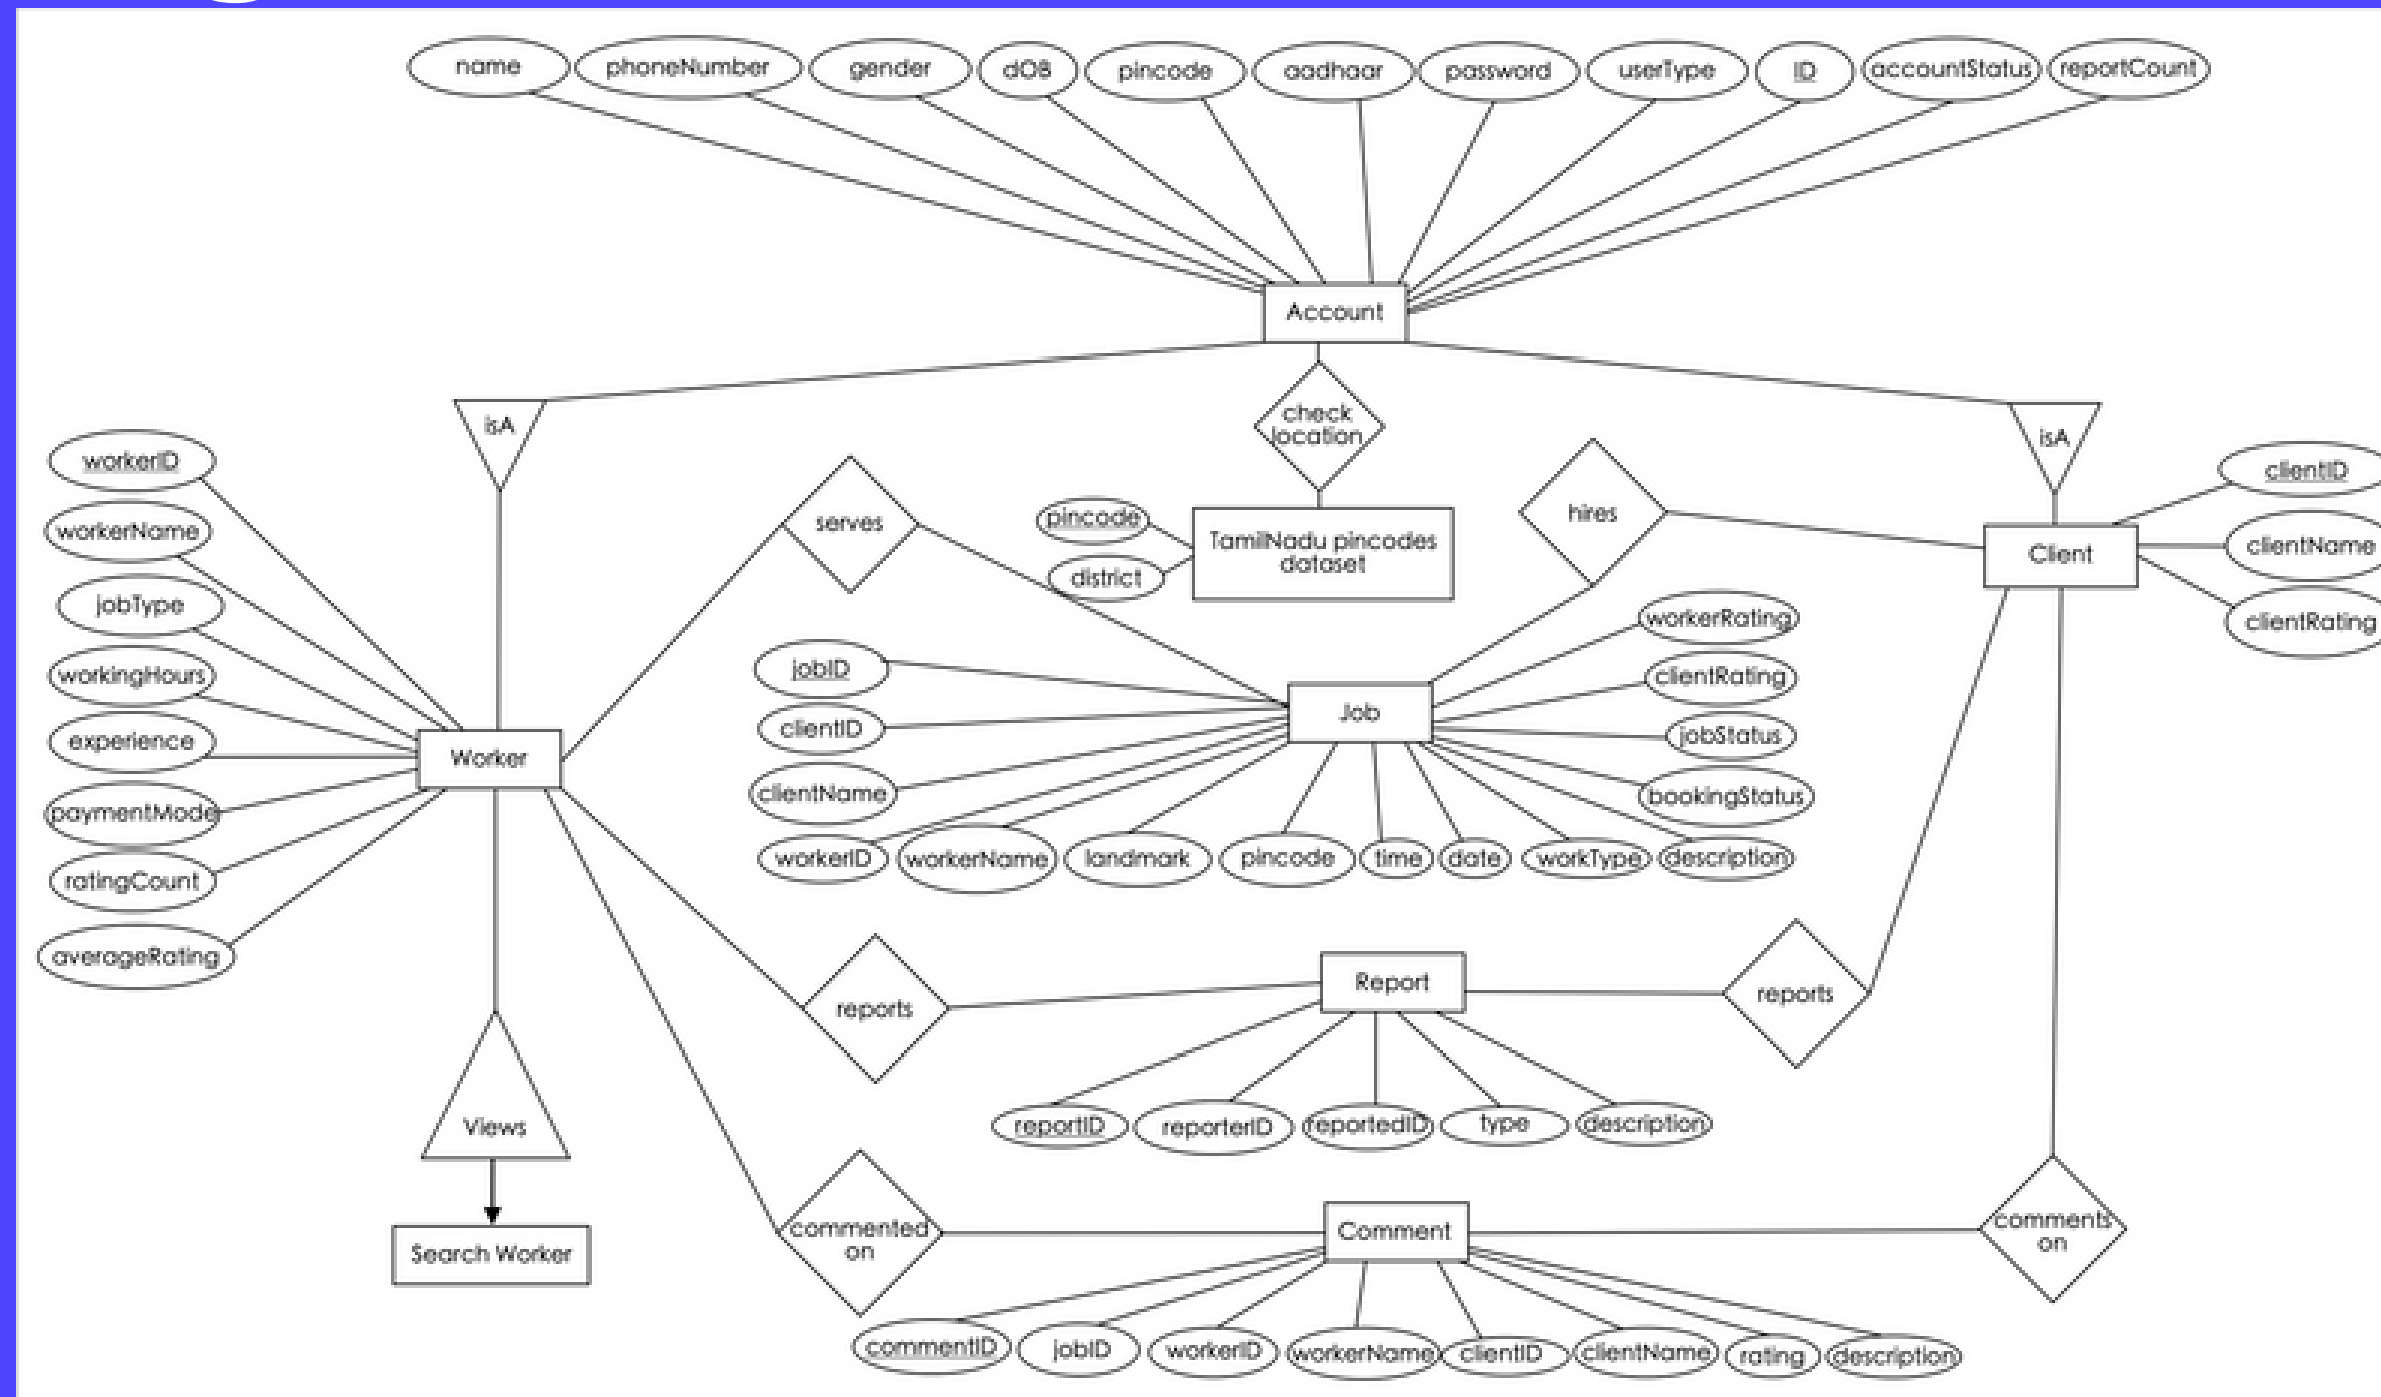 name
phoneNumber
gender
dOB
pincode
aadhaar
password
userType
ID
accountStatus
reportCount
Account
isA
check
location
isA
workerID
workerName
jobType
workingHours
experience
paymentMode
ratingCount
averageRating
serves
pincode
district
TamilNadu pincodes
dataset
hires
Client
clientID
clientName
clientRating
Worker
jobID
clientID
clientName
workerID
workerName
landmark
pincode
time
date
workType
description
Job
workerRating
clientRating
jobStatus
bookingStatus
reports
Report
reports
reportID
reporterID
reportedID
type
description
Views
Search Worker
commented
on
Comment
comments
on
commentID
jobID
workerID
workerName
clientID
clientName
rating
description